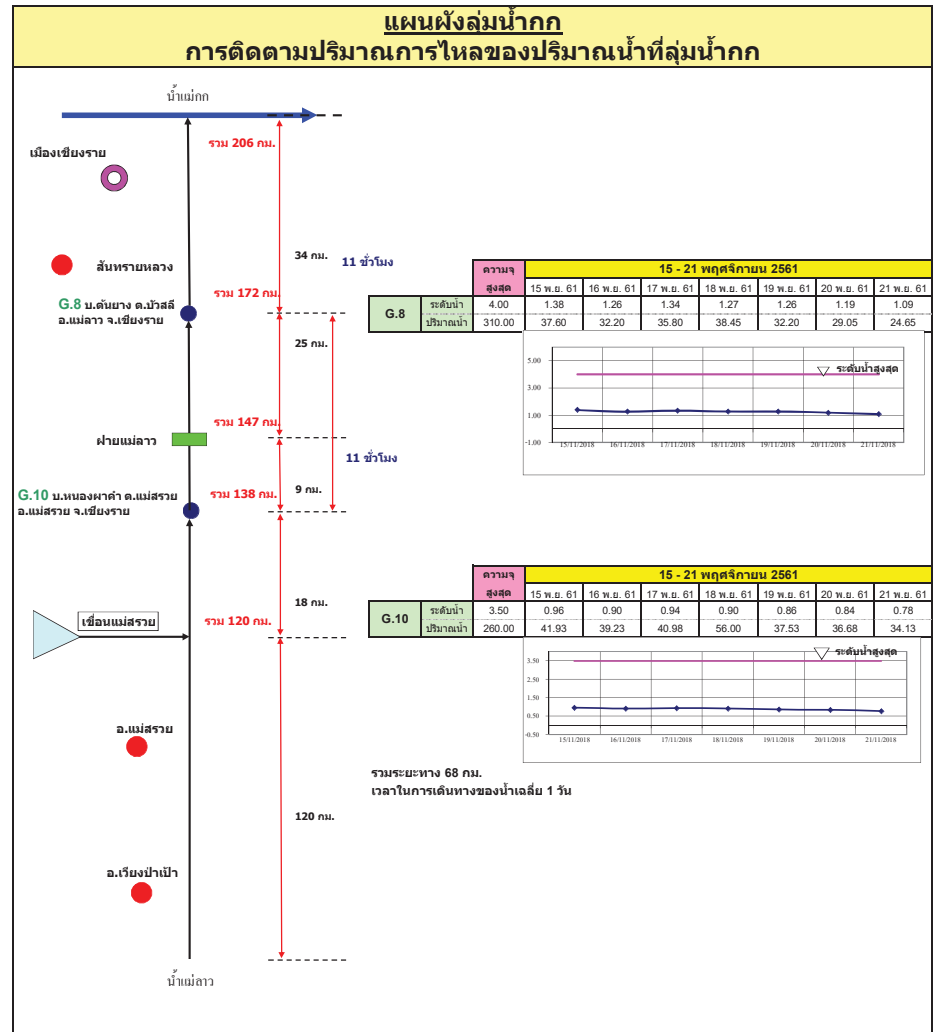 แผนผังลุ่มน้ำกก
การติดตามปริมาณการไหลของปริมาณน้ำที่ลุ่มน้ำกก
น้ำแม่กก
รวม 206 กม.
เมืองเชียงราย
34 กม.
11 ชั่วโมง
สันทรายหลวง
รวม 172 กม.
G.8 บ.ต้นยาง ต.บัวสลี
อ.แม่ลาว จ.เชียงราย
25 กม.
รวม 147 กม.
ฝายแม่ลาว
11 ชั่วโมง
9 กม.
รวม 138 กม.
G.10 บ.หนองผาคำ ต.แม่สรวย
อ.แม่สรวย จ.เชียงราย
18 กม.
เขื่อนแม่สรวย
รวม 120 กม.
อ.แม่สรวย
120 กม.
อ.เวียงป่าเป้า
น้ำแม่ลาว
ความจุ 15 - 21 พฤศจิกายน 2561
สูงสุด 15 พ.ย. 61 16 พ.ย. 61 17 พ.ย. 61 18 พ.ย. 61 19 พ.ย. 61 20 พ.ย. 61 21 พ.ย. 61
G.8 ระดับน้ำ 4.00 1.38 1.26 1.34 1.27 1.26 1.19 1.09
ปริมาณน้ำ 310.00 37.60 32.20 35.80 38.45 32.20 29.05 24.65
ระดับน้ำสูงสุด
5.00
3.00
1.00
-1.00
15/11/2018 16/11/2018 17/11/2018 18/11/2018 19/11/2018 20/11/2018 21/11/2018
ความจุ 15 - 21 พฤศจิกายน 2561
สูงสุด 15 พ.ย. 61 16 พ.ย. 61 17 พ.ย. 61 18 พ.ย. 61 19 พ.ย. 61 20 พ.ย. 61 21 พ.ย. 61
G.10 ระดับน้ำ 3.50 0.96 0.90 0.94 0.90 0.86 0.84 0.78
ปริมาณน้ำ 260.00 41.93 39.23 40.98 56.00 37.53 36.68 34.13
ระดับน้ำสูงสุด
3.50
2.50
1.50
0.50
-0.50
15/11/2018 16/11/2018 17/11/2018 18/11/2018 19/11/2018 20/11/2018 21/11/2018
รวมระยะทาง 68 กม.
เวลาในการเดินทางของน้ำเฉลี่ย 1 วัน